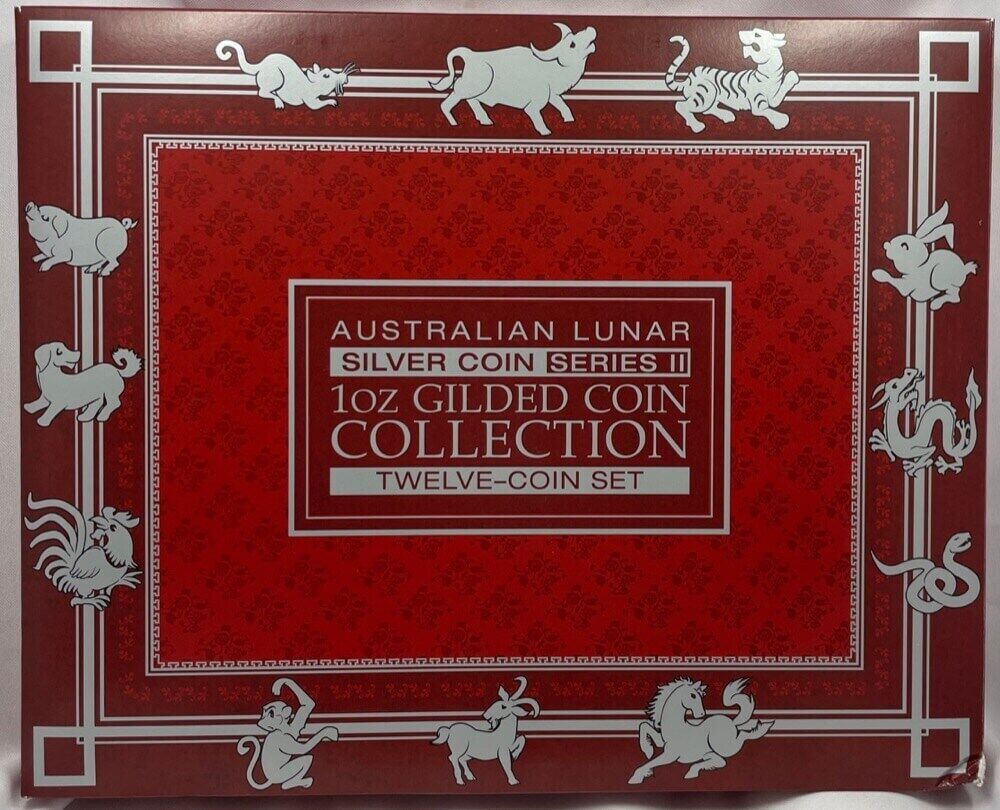 AUSTRALIAN LUNAR
SILVER COIN SERIES II
1OZ GILDED COIN
COLLECTION
TWELVE-COIN SET